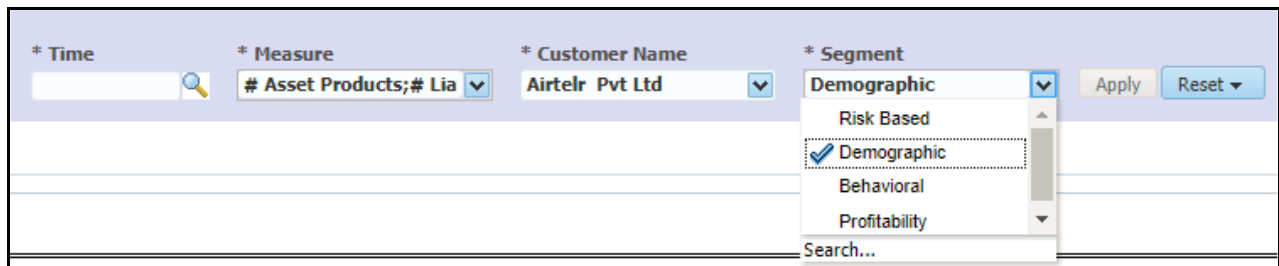 * Time * Measure * Customer Name * Segment
# Asset Products;# Lia Airtelr Pvt Ltd Demographic Apply Reset
Risk Based
Demographic
Behavioral
Profitability
Search...